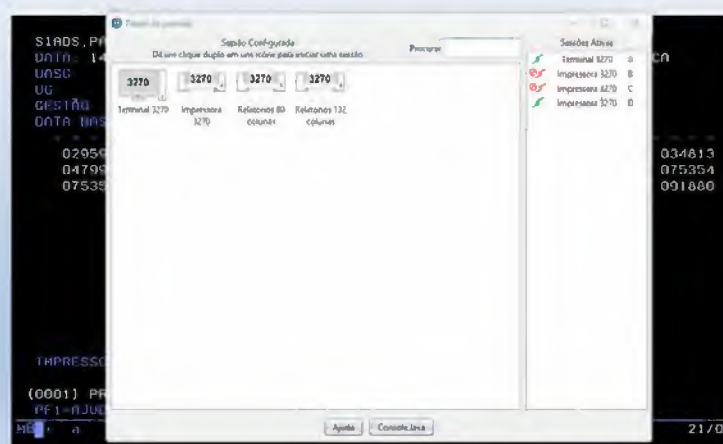 Sessão Configurada
Dê um clique duplo em um ícone para iniciar uma sessão
Procurar
Sessões Ativas
3270
3270
3270
3270
Terminal 3270
Impressora 3270
Relatórios 80 colunas
Relatórios 132 colunas
Terminal 3270 A
Impressora 3270 B
Impressora 3270 C
Impressora 3270 D
SIADS,PA
DATA 14
UASG
UG
GESTÃO
CA
02959
04799
07535
034813
075354
091880
IMPRESSO
(0001) PR
PF1=AJUD
a
21/0
Ajuda
Console Java